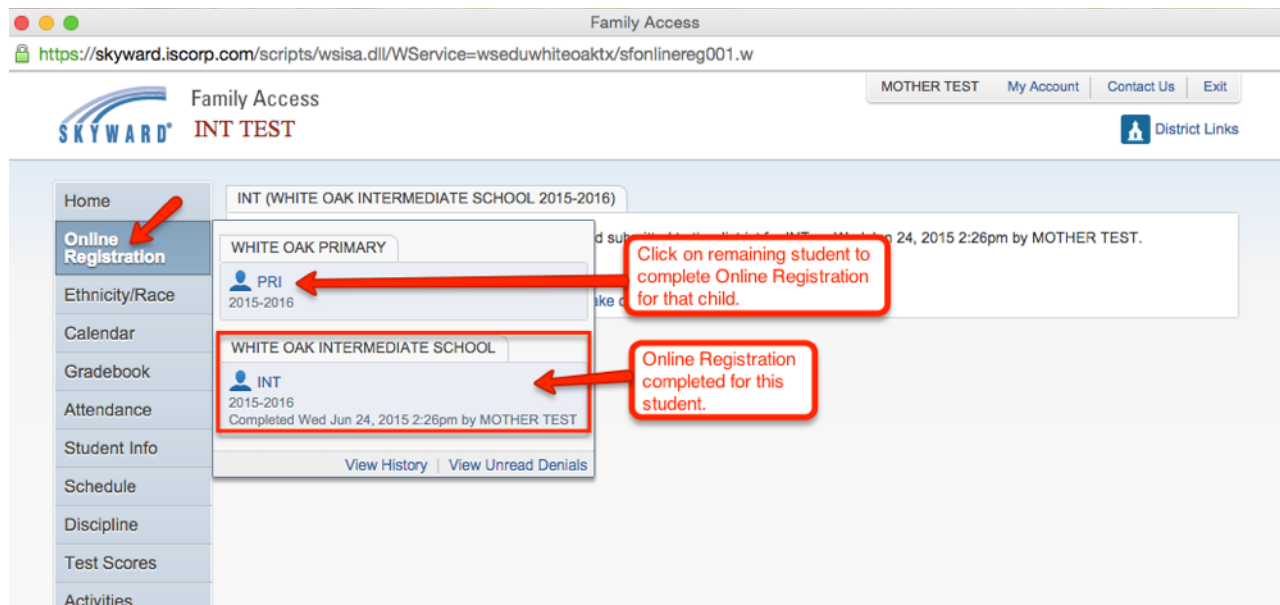 Family Access
https://skyward.iscorp.com/scripts/wsisa.dll/WService=wseduwhiteoaktx/sfonlinereg001.w
MOTHER TEST My Account Contact Us Exit
SKYWARD®
Family Access
INT TEST
District Links
Home
Online
Registration
Ethnicity/Race
Calendar
Gradebook
Attendance
Student Info
Schedule
Discipline
Test Scores
Activities
INT (WHITE OAK INTERMEDIATE SCHOOL 2015-2016)
24, 2015 2:26pm by MOTHER TEST.
WHITE OAK PRIMARY
PRI
2015-2016
WHITE OAK INTERMEDIATE SCHOOL
INT
2015-2016
Completed Wed Jun 24, 2015 2:26pm by MOTHER TEST
View History | View Unread Denials
Click on remaining student to
complete Online Registration
for that child.
Online Registration
completed for this
student.